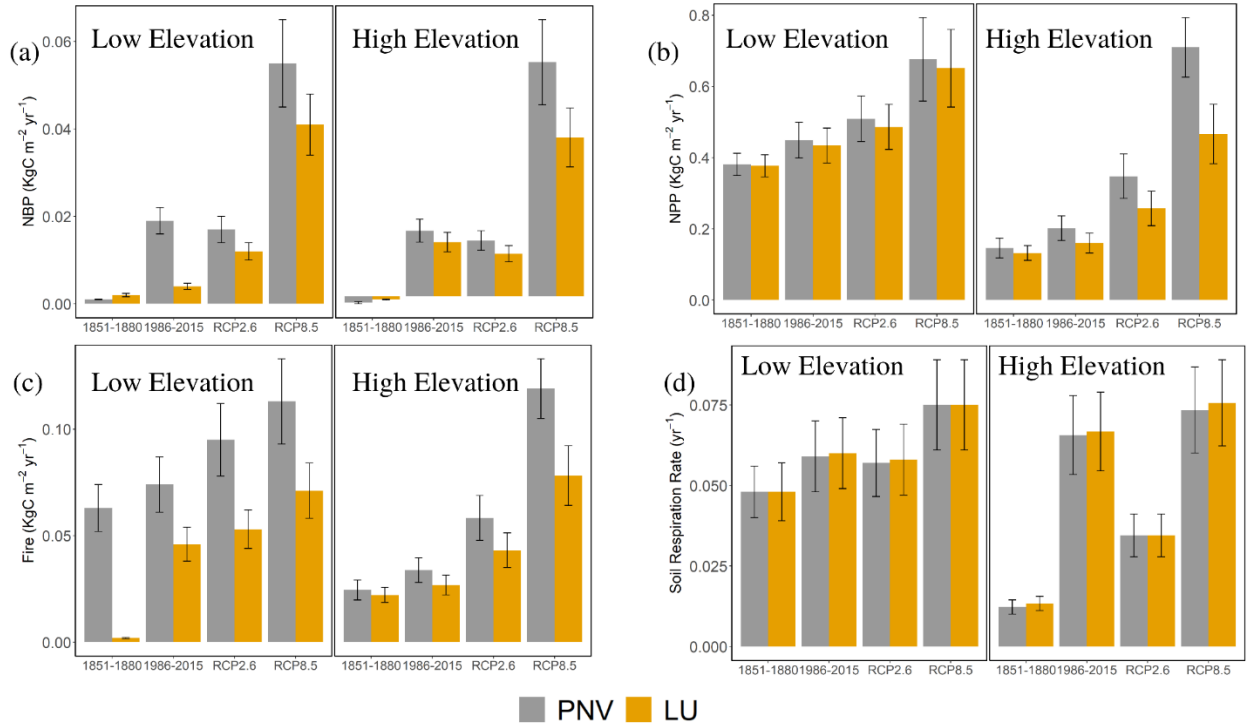 (a)
Low Elevation
High Elevation
NBP (KgC m⁻² yr⁻¹)
0.06
0.04
0.02
0.00
1851-1880 1986-2015 RCP2.6 RCP8.5
1851-1880 1986-2015 RCP2.6 RCP8.5
(b)
Low Elevation
High Elevation
NPP (KgC m⁻² yr⁻¹)
0.8
0.6
0.4
0.2
0.0
1851-1880 1986-2015 RCP2.6 RCP8.5
1851-1880 1986-2015 RCP2.6 RCP8.5
(c)
Low Elevation
High Elevation
Fire (KgC m⁻² yr⁻¹)
0.10
0.05
0.00
1851-1880 1986-2015 RCP2.6 RCP8.5
1851-1880 1986-2015 RCP2.6 RCP8.5
(d)
Low Elevation
High Elevation
Soil Respiration Rate (yr⁻¹)
0.075
0.050
0.025
0.000
1851-1880 1986-2015 RCP2.6 RCP8.5
1851-1880 1986-2015 RCP2.6 RCP8.5
PNV LU